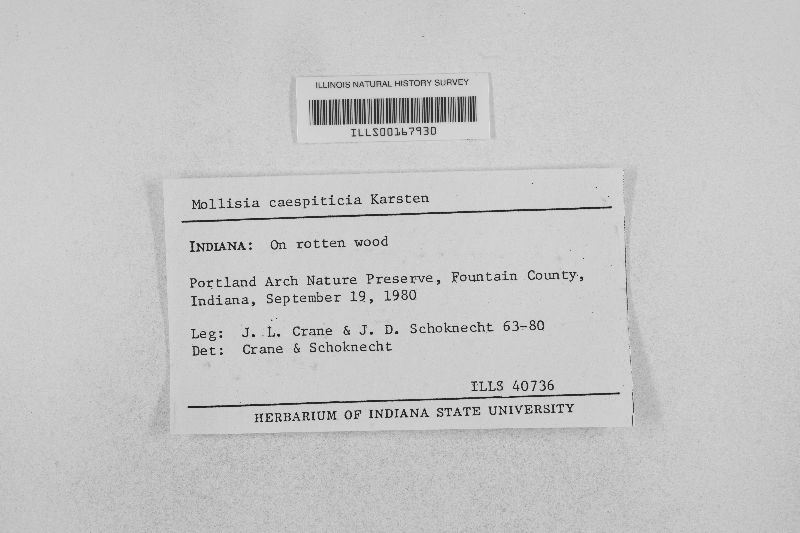 ILLINOIS NATURAL HISTORY SURVEY
ILLS00167930
Mollisia caespiticia Karsten
INDIANA: On rotten wood
Portland Arch Nature Preserve, Fountain County,
Indiana, September 19, 1980
Leg: J. L. Crane & J. D. Schoknecht 63-80
Det: Crane & Schoknecht
ILLS 40736
HERBARIUM OF INDIANA STATE UNIVERSITY